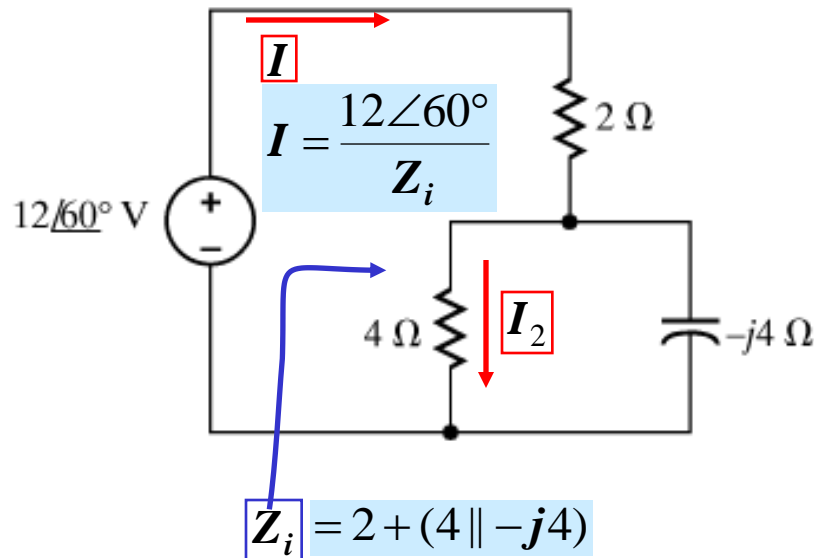 I
I = 12∠60° / Z_i
2 Ω
12∠60° V
+
−
4 Ω
I_2
−j4 Ω
Z_i = 2 + (4 || −j4)